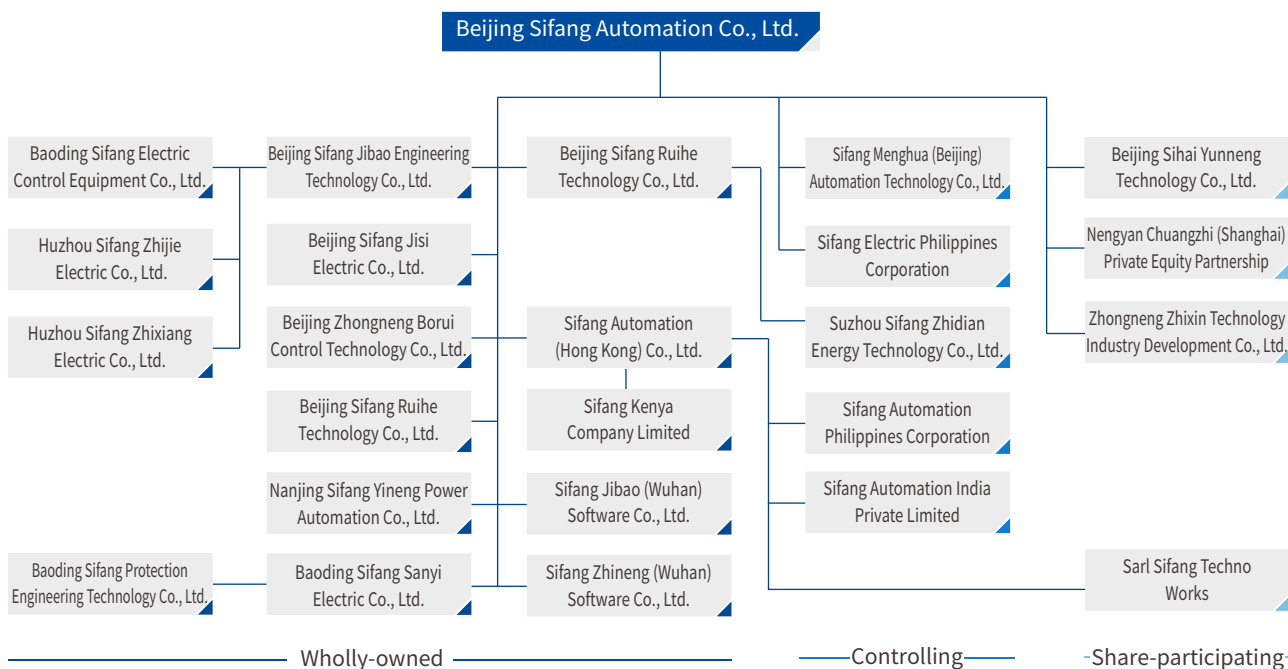 Beijing Sifang Automation Co., Ltd.
Baoding Sifang Electric
Control Equipment Co., Ltd.
Beijing Sifang Jibao Engineering
Technology Co., Ltd.
Beijing Sifang Ruihe
Technology Co., Ltd.
Sifang Menghua (Beijing)
Automation Technology Co., Ltd.
Beijing Sihai Yunneng
Technology Co., Ltd.
Huzhou Sifang Zhijie
Electric Co., Ltd.
Beijing Sifang Jisi
Electric Co., Ltd.
Sifang Electric Philippines
Corporation
Nengyan Chuangzhi (Shanghai)
Private Equity Partnership
Huzhou Sifang Zhixiang
Electric Co., Ltd.
Beijing Zhongneng Borui
Control Technology Co., Ltd.
Sifang Automation
(Hong Kong) Co., Ltd.
Suzhou Sifang Zhidian
Energy Technology Co., Ltd.
Zhongneng Zhixin Technology
Industry Development Co., Ltd.
Beijing Sifang Ruihe
Technology Co., Ltd.
Sifang Kenya
Company Limited
Sifang Automation
Philippines Corporation
Nanjing Sifang Yineng Power
Automation Co., Ltd.
Sifang Jibao (Wuhan)
Software Co., Ltd.
Sifang Automation India
Private Limited
Baoding Sifang Protection
Engineering Technology Co., Ltd.
Baoding Sifang Sanyi
Electric Co., Ltd.
Sifang Zhineng (Wuhan)
Software Co., Ltd.
Sarl Sifang Techno
Works
Wholly-owned
Controlling
Share-participating